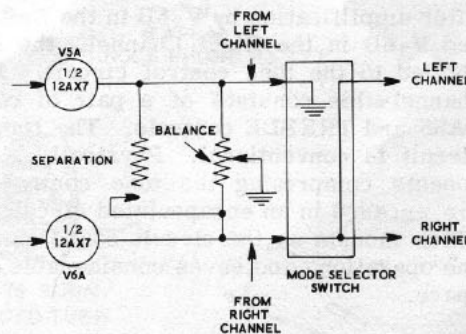 FROM
LEFT
CHANNEL
V5A
1/2
12AX7
LEFT
CHANNEL
BALANCE
SEPARATION
1/2
12AX7
V6A
RIGHT
CHANNEL
MODE SELECTOR
SWITCH
FROM
RIGHT
CHANNEL